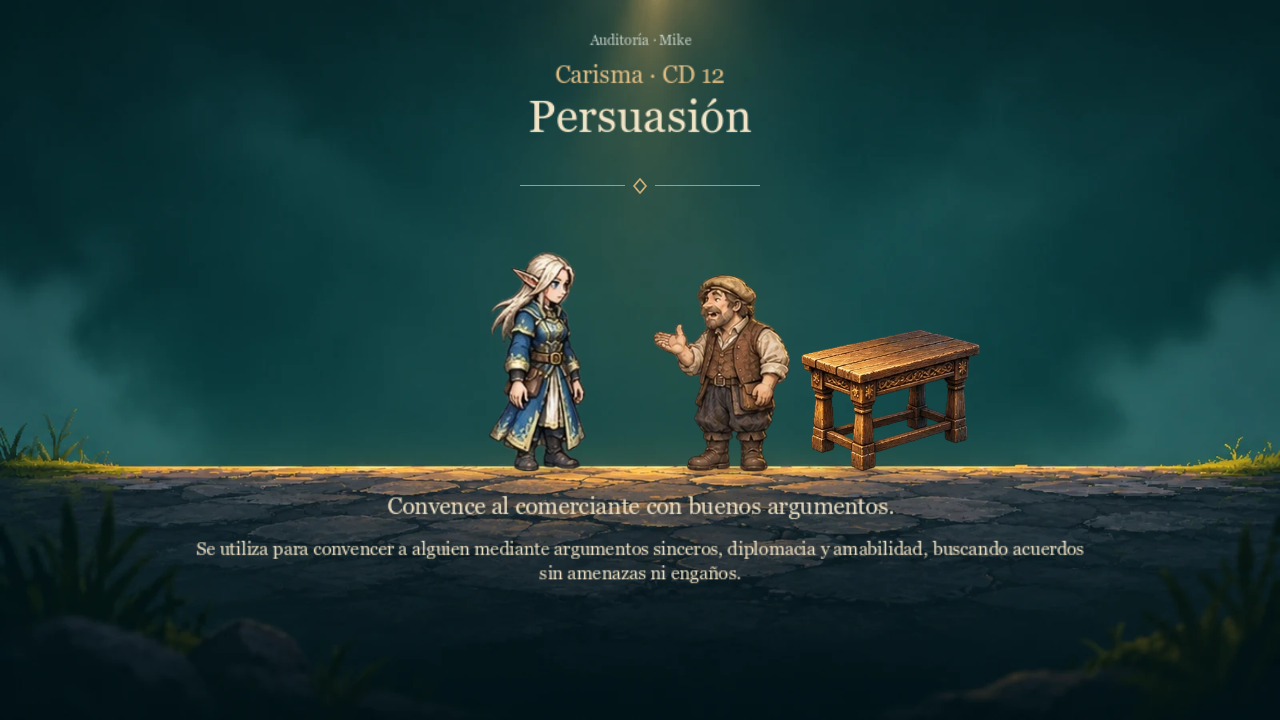 Auditoría · Mike
Carisma · CD 12
Persuasión
Convence al comerciante con buenos argumentos.
Se utiliza para convencer a alguien mediante argumentos sinceros, diplomacia y amabilidad, buscando acuerdos
sin amenazas ni engaños.